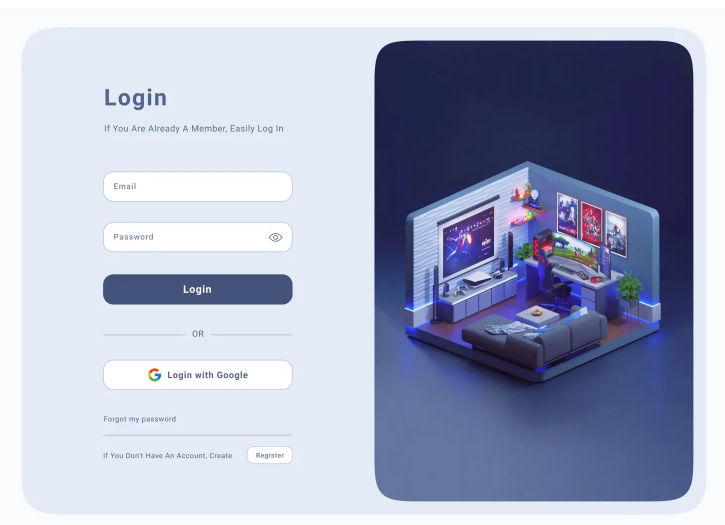 Login
If You Are Already A Member, Easily Log In
Email
Password
Login
OR
Login with Google
Forgot my password
If You Don't Have An Account, Create
Register